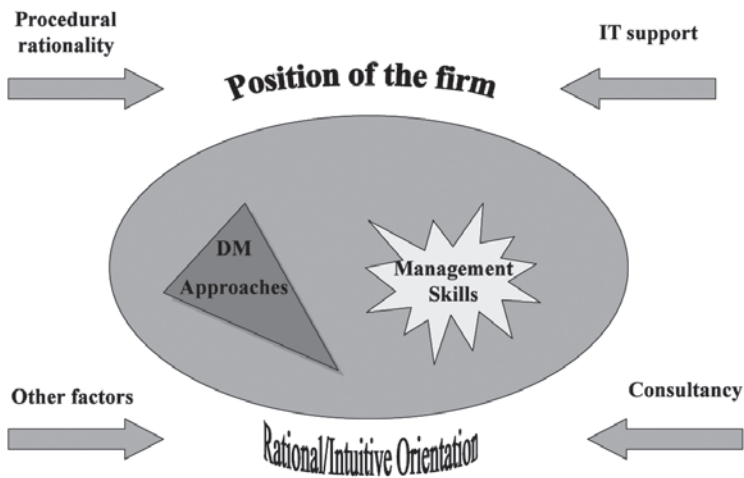 Procedural
rationality
IT support
Position of the firm
DM
Approaches
Management
Skills
Other factors
Consultancy
Rational/Intuitive Orientation